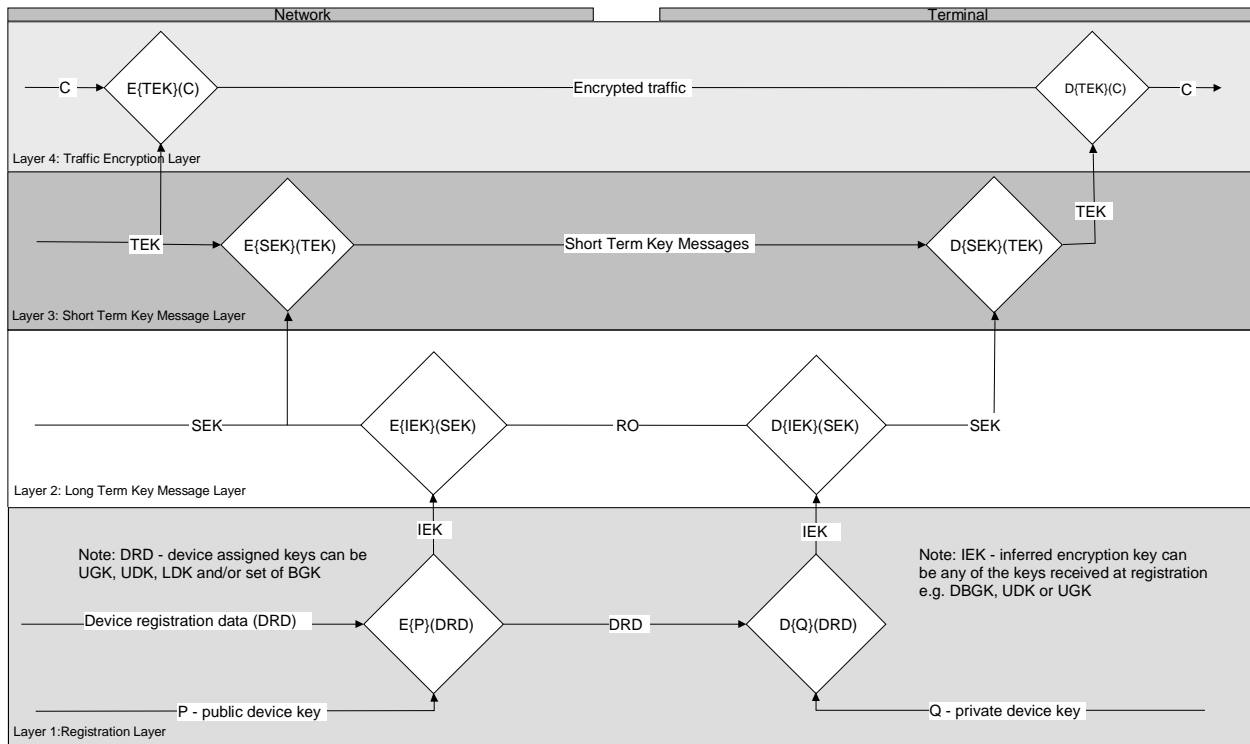 Network
Terminal
C
E{TEK}(C)
Encrypted traffic
D{TEK}(C)
C
Layer 4: Traffic Encryption Layer
TEK
E{SEK}(TEK)
Short Term Key Messages
D{SEK}(TEK)
TEK
Layer 3: Short Term Key Message Layer
SEK
E{IEK}(SEK)
RO
D{IEK}(SEK)
SEK
Layer 2: Long Term Key Message Layer
IEK
IEK
Note: DRD - device assigned keys can be
UGK, UDK, LDK and/or set of BGK
Note: IEK - inferred encryption key can
be any of the keys received at registration
e.g. DBGK, UDK or UGK
Device registration data (DRD)
E{P}(DRD)
DRD
D{Q}(DRD)
P - public device key
Q - private device key
Layer 1:Registration Layer